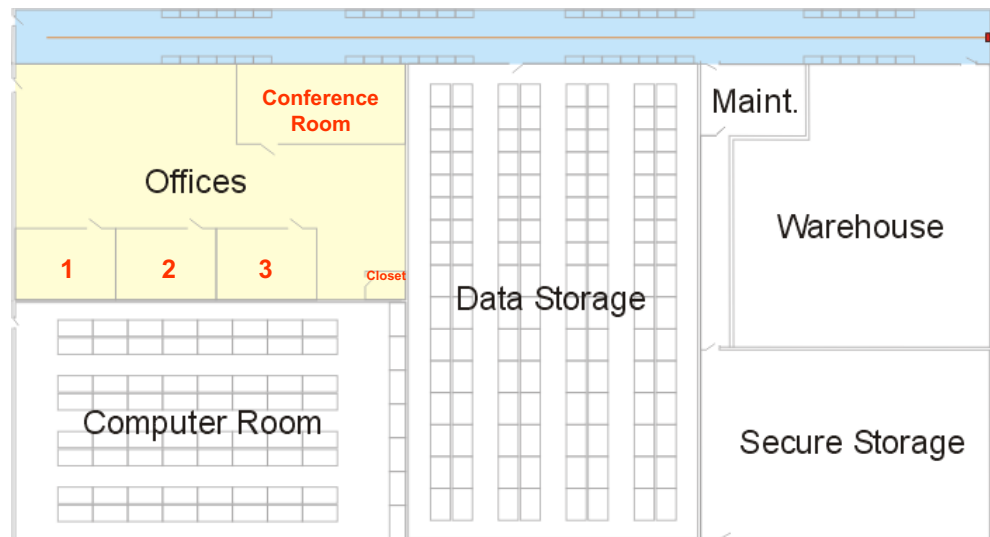 Conference
Room
Maint.
Offices
Warehouse
1
2
3
Closet
Data Storage
Computer Room
Secure Storage